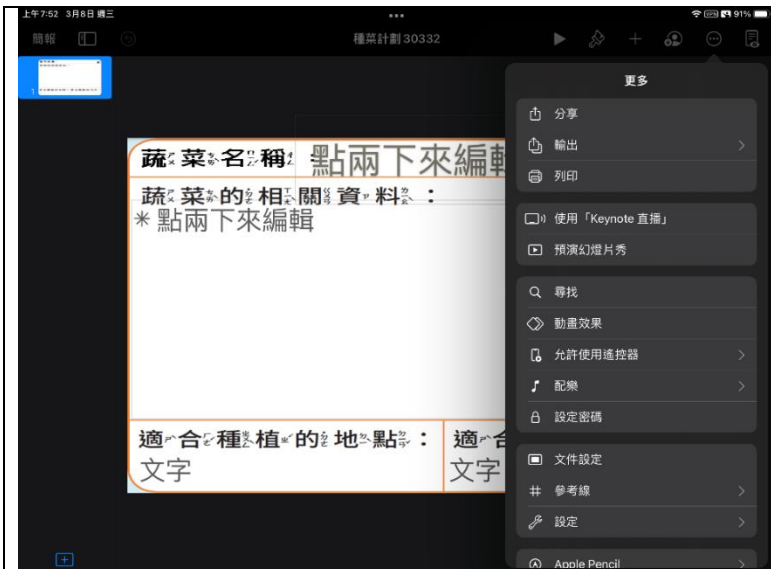 上午7:52 3月8日 週三
91%
簡報
種菜計劃 30332
更多
1
分享
輸出
列印
使用「Keynote 直播」
預演幻燈片秀
尋找
動畫效果
允許使用遙控器
配樂
設定密碼
文件設定
參考線
設定
Apple Pencil
蔬菜名稱：點兩下來編輯
蔬菜的相關資料：
*點兩下來編輯
適合種植的地點： 適合
文字 文字